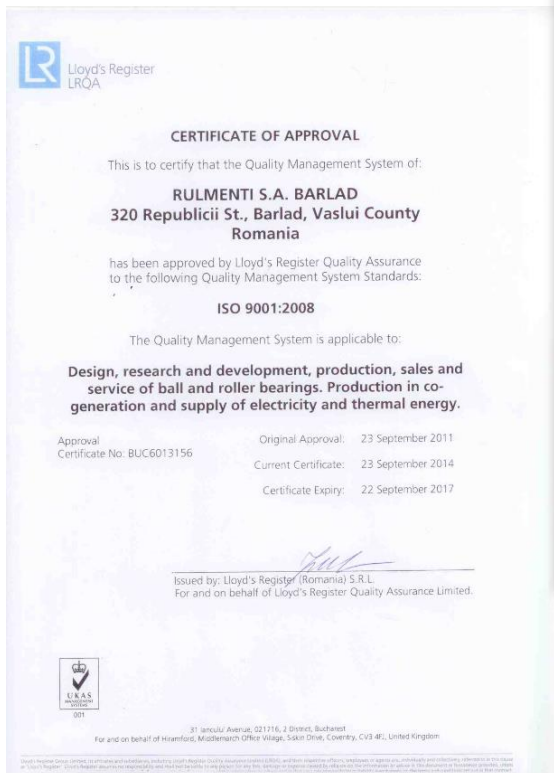 LR
Lloyd's Register
LRQA
CERTIFICATE OF APPROVAL
This is to certify that the Quality Management System of:
RULMENTI S.A. BARLAD
320 Republicii St., Barlad, Vaslui County
Romania
has been approved by Lloyd's Register Quality Assurance
to the following Quality Management System Standards:
ISO 9001:2008
The Quality Management System is applicable to:
Design, research and development, production, sales and
service of ball and roller bearings. Production in co-
generation and supply of electricity and thermal energy.
Approval
Certificate No: BUC6013156
Original Approval: 23 September 2011
Current Certificate: 23 September 2014
Certificate Expiry: 22 September 2017
Issued by: Lloyd's Register (Romania) S.R.L.
For and on behalf of Lloyd's Register Quality Assurance Limited.
UKAS
MANAGEMENT
SYSTEMS
001
31 Iancului Avenue, 021716, 2 District, Bucharest
For and on behalf of Hiramford, Middlemarch Office Village, Siskin Drive, Coventry, CV3 4FJ, United Kingdom